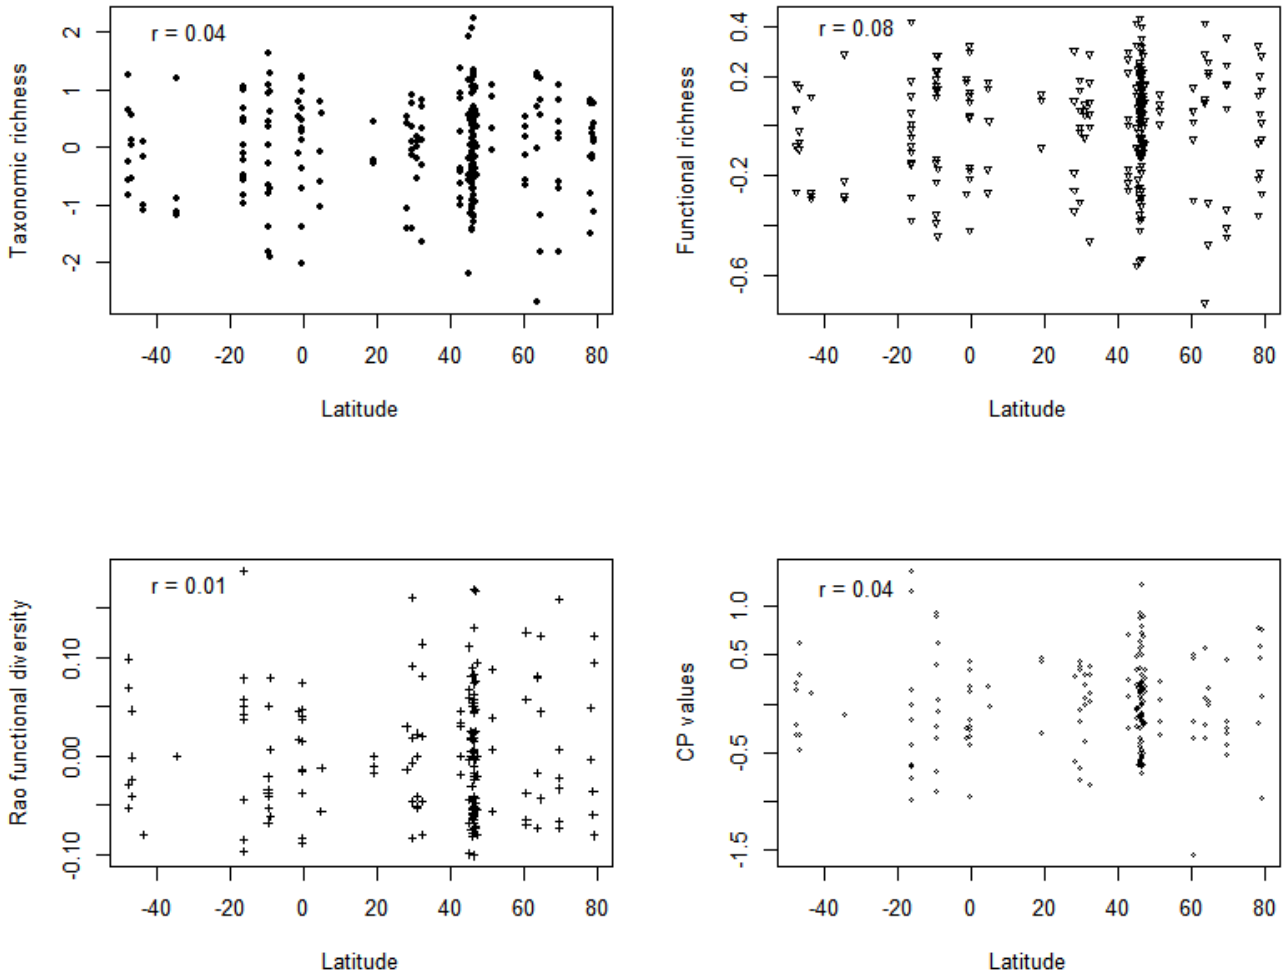 r = 0.04
Taxonomic richness
2
1
0
-1
-2
-40 -20 0 20 40 60 80
Latitude
r = 0.08
Functional richness
0.4
0.2
-0.2
-0.6
-40 -20 0 20 40 60 80
Latitude
r = 0.01
Rao functional diversity
0.10
0.00
-0.10
-40 -20 0 20 40 60 80
Latitude
r = 0.04
CP values
1.0
0.5
-0.5
-1.5
-40 -20 0 20 40 60 80
Latitude